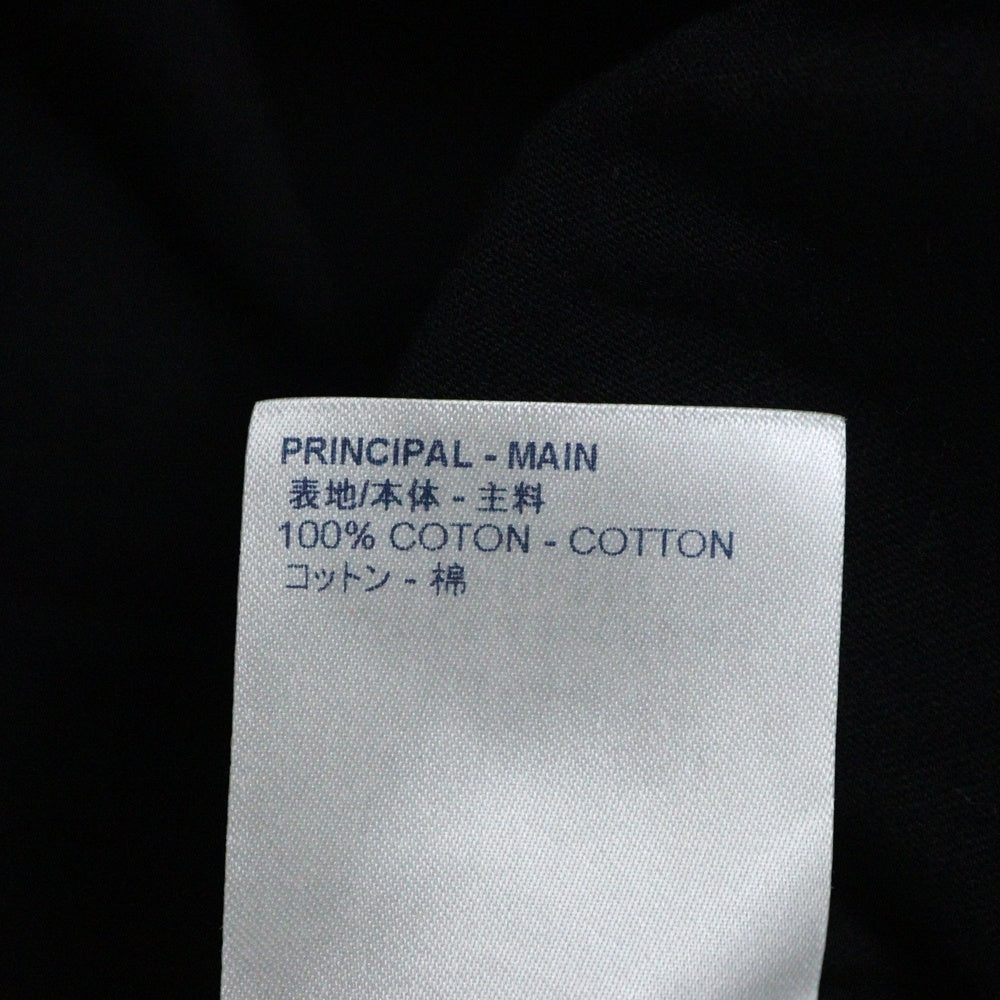 PRINCIPAL - MAIN
表地/本体 - 主料
100% COTON - COTTON
コットン - 棉